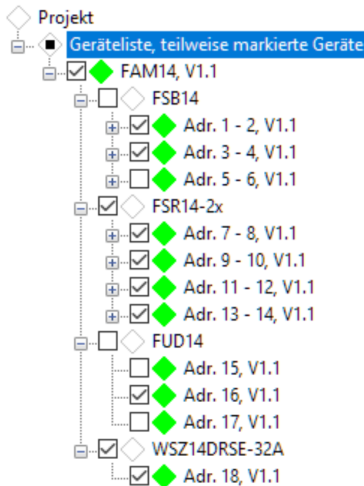 Projekt
Geräteliste, teilweise markierte Geräte
FAM14, V1.1
FSB14
Adr. 1 - 2, V1.1
Adr. 3 - 4, V1.1
Adr. 5 - 6, V1.1
FSR14-2x
Adr. 7 - 8, V1.1
Adr. 9 - 10, V1.1
Adr. 11 - 12, V1.1
Adr. 13 - 14, V1.1
FUD14
Adr. 15, V1.1
Adr. 16, V1.1
Adr. 17, V1.1
WSZ14DRSE-32A
Adr. 18, V1.1